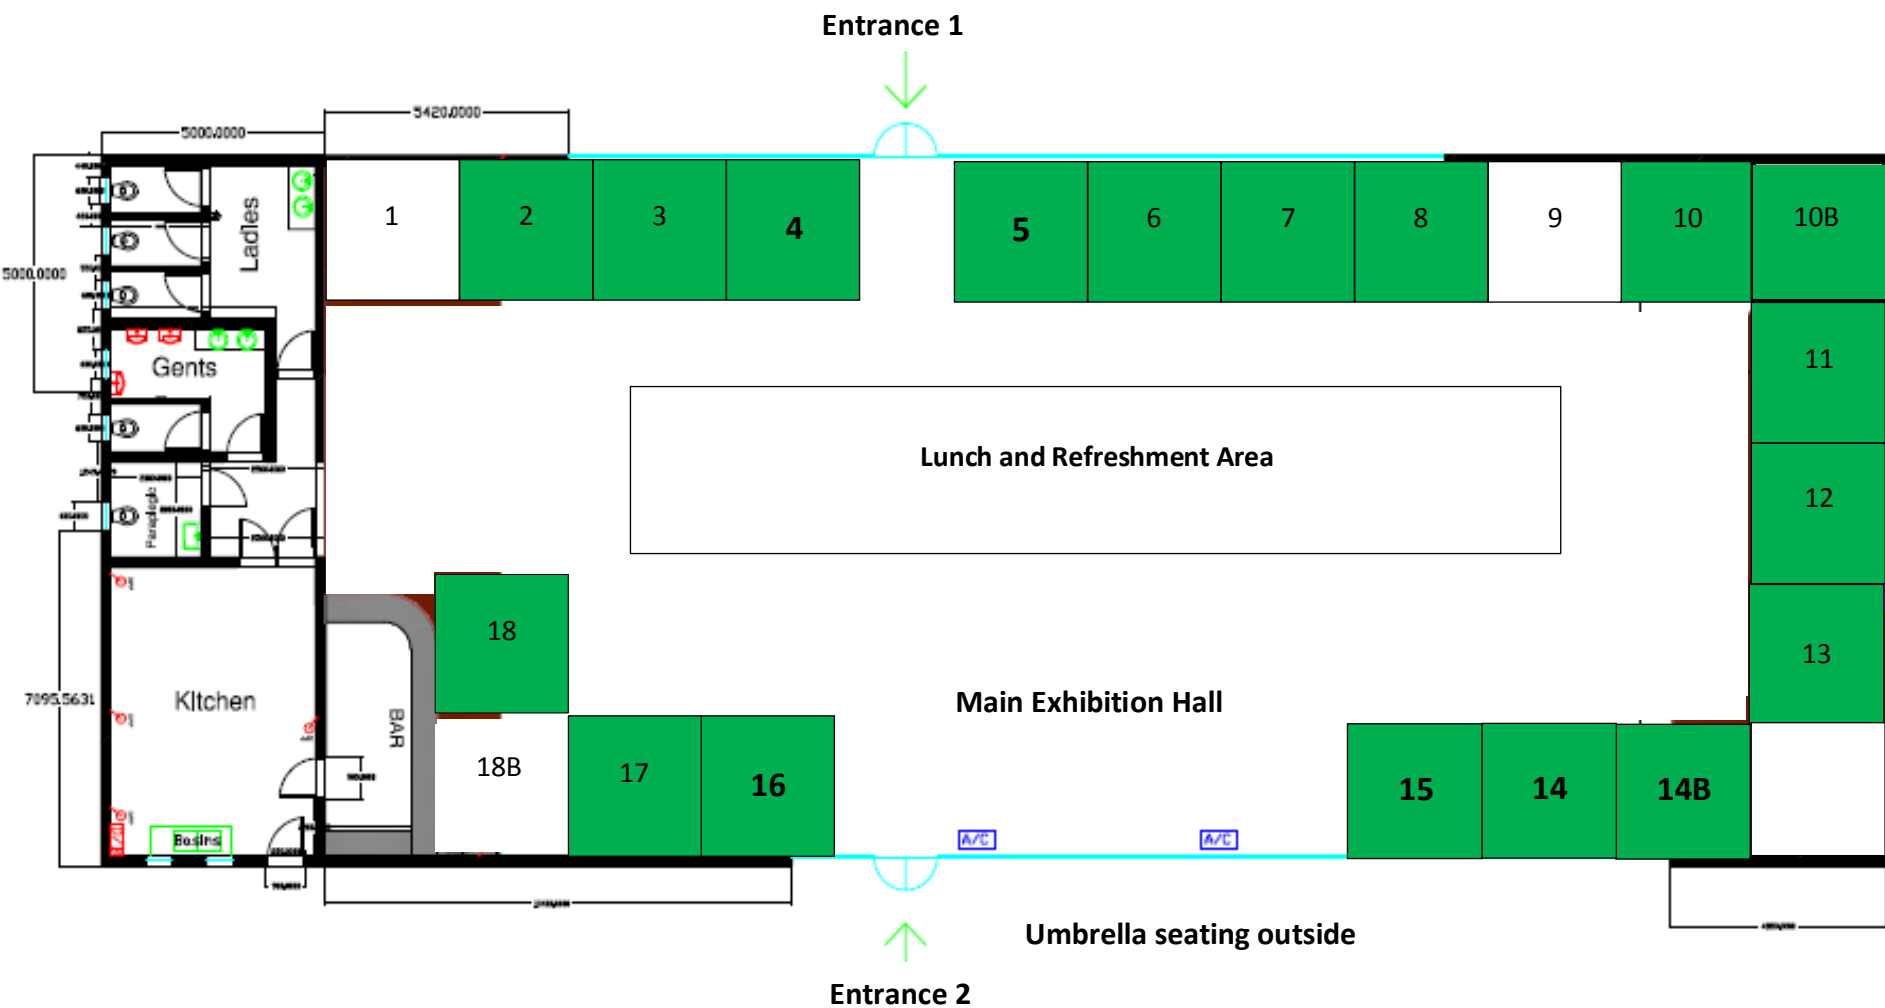 Entrance 1
5420.0000
5000.0000
Ladies
1
2
3
4
5
6
7
8
9
10
10B
5000.0000
Gents
11
Lunch and Refreshment Area
12
Paraplegic
18
13
Kitchen
7095.5631
Main Exhibition Hall
BAR
18B
17
16
15
14
14B
Basins
A/C
A/C
Umbrella seating outside
Entrance 2